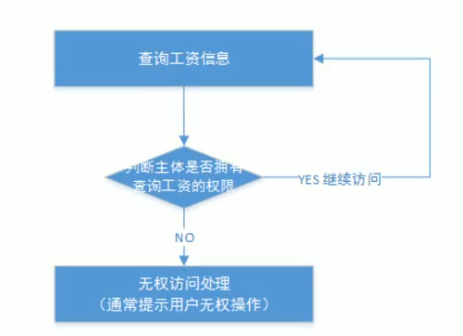 查询工资信息
判断主体是否拥有
查询工资的权限
YES 继续访问
NO
无权访问处理
（通常提示用户无权操作）